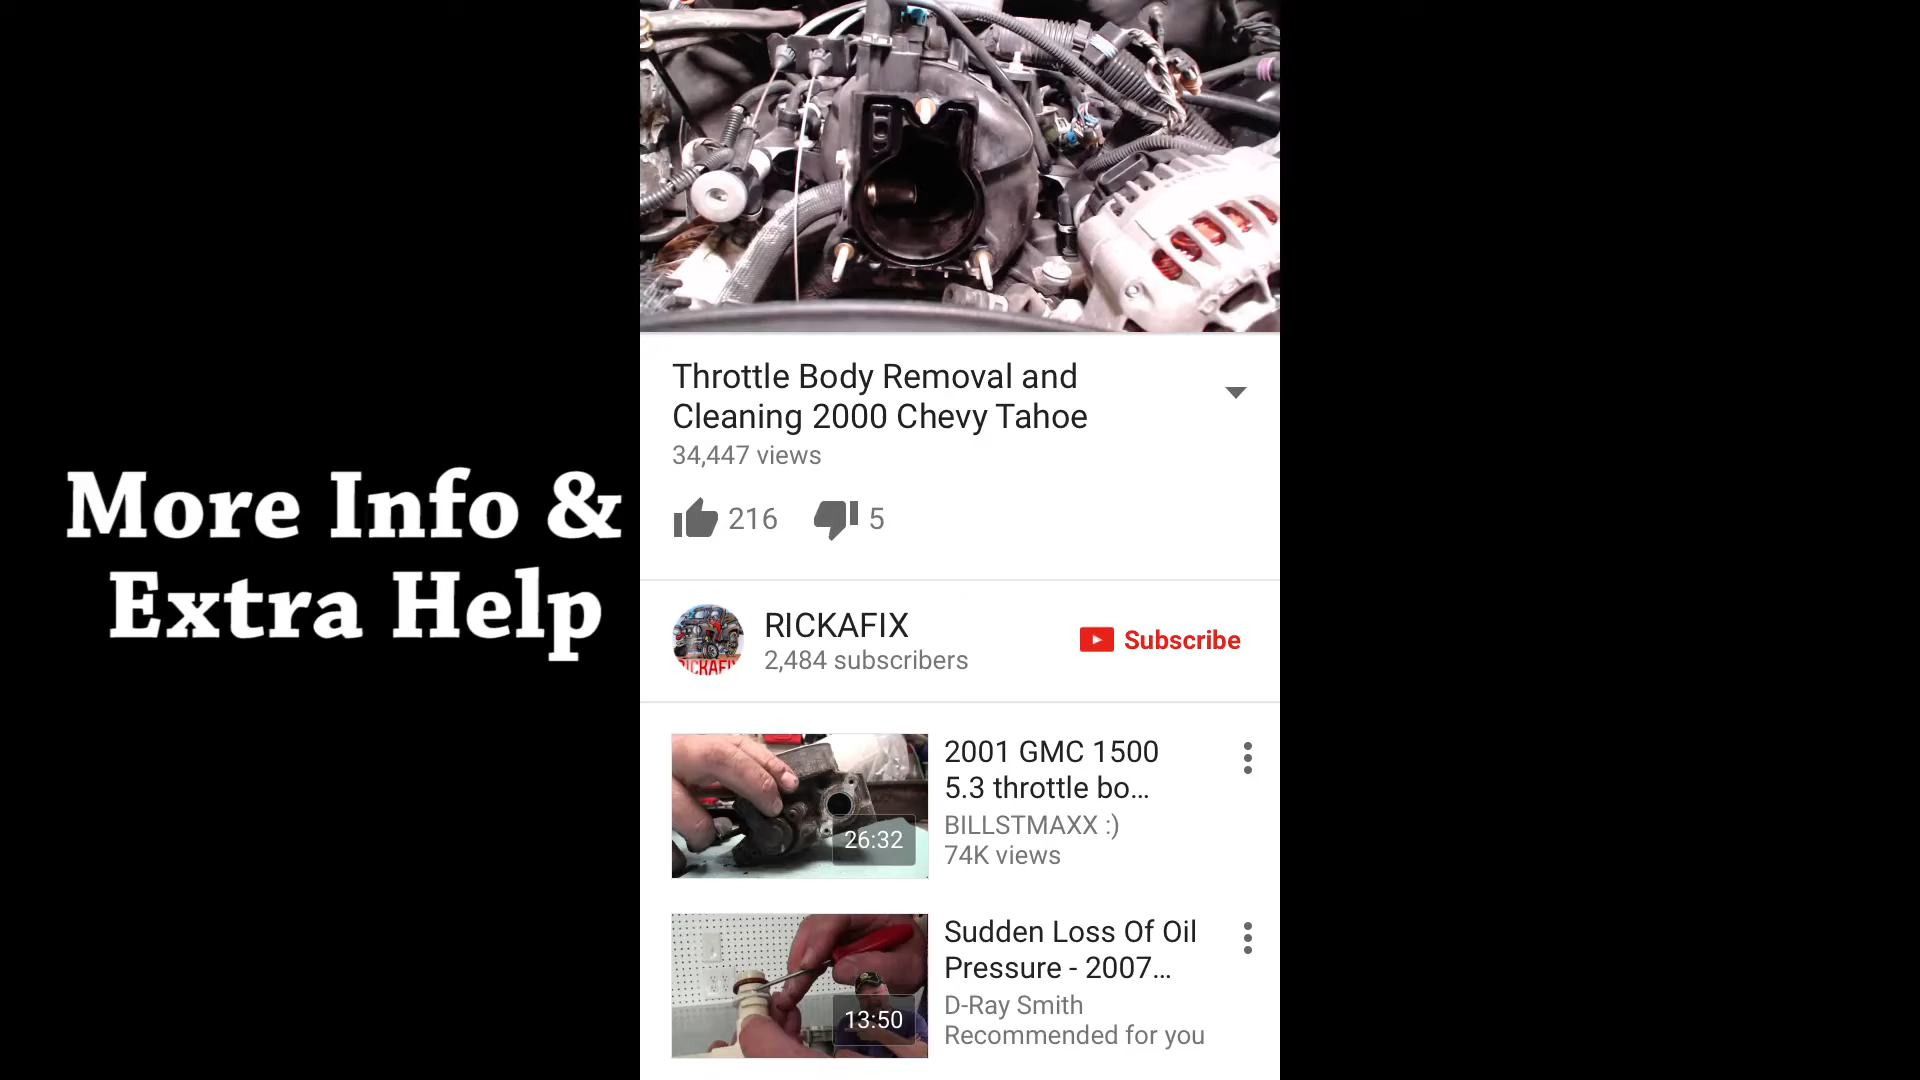 More Info &
Extra Help
Throttle Body Removal and
Cleaning 2000 Chevy Tahoe
34,447 views
216 5
RICKAFIX
RICKAFIX
2,484 subscribers
Subscribe
26:32
2001 GMC 1500
5.3 throttle bo...
BILLSTMAXX :)
74K views
13:50
Sudden Loss Of Oil
Pressure - 2007...
D-Ray Smith
Recommended for you